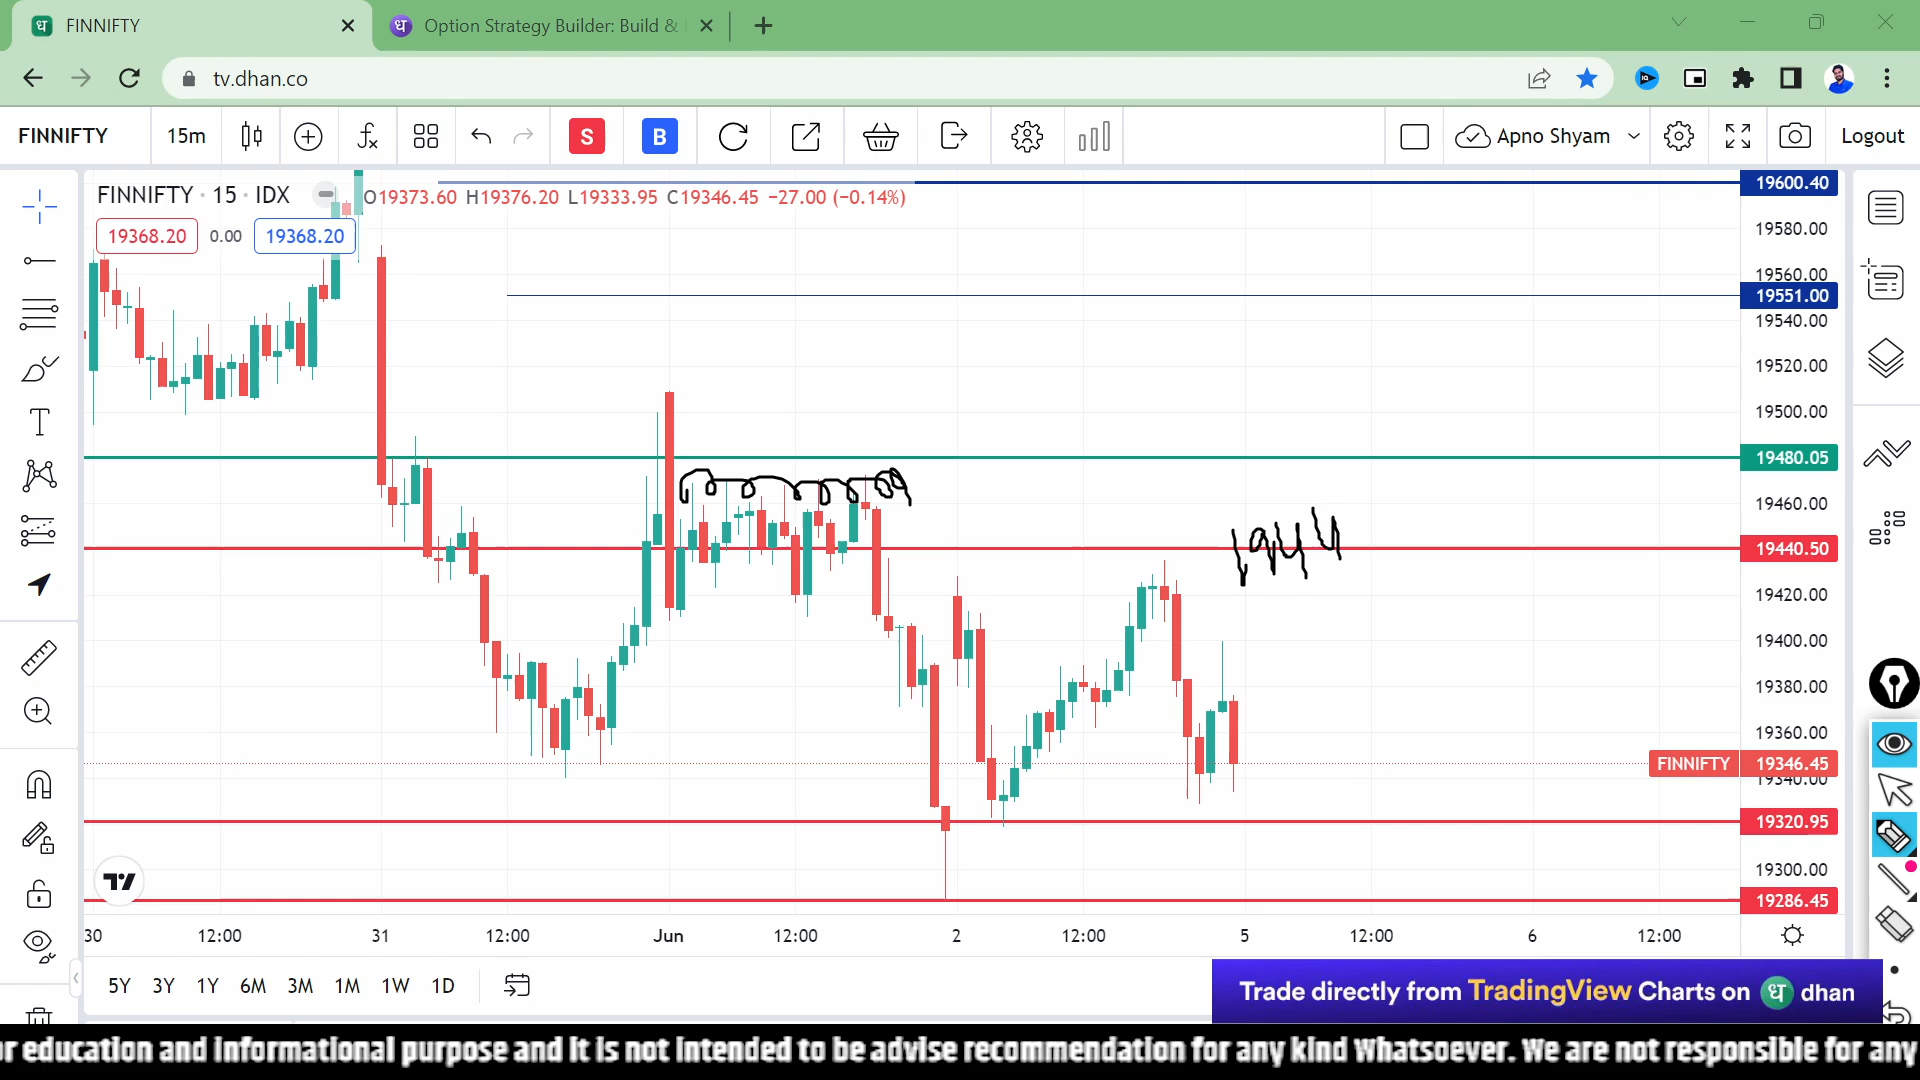 FINNIFTY
Option Strategy Builder: Build &
tv.dhan.co
FINNIFTY 15m S B Apno Shyam Logout
FINNIFTY · 15 · IDX O19373.60 H19376.20 L19333.95 C19346.45 −27.00 (−0.14%)
19368.20 0.00 19368.20
19600.40
19580.00
19560.00
19551.00
19540.00
19520.00
19500.00
19480.05
19460.00
19440.50
19420.00
19400.00
19380.00
19360.00
FINNIFTY 19346.45
19340.00
19320.95
19300.00
19286.45
30 12:00 31 12:00 Jun 12:00 2 12:00 5 12:00 6 12:00
5Y 3Y 1Y 6M 3M 1M 1W 1D
Trade directly from TradingView Charts on ध dhan
r education and informational purpose and it is not intended to be advise recommendation for any kind Whatsoever. We are not responsible for any